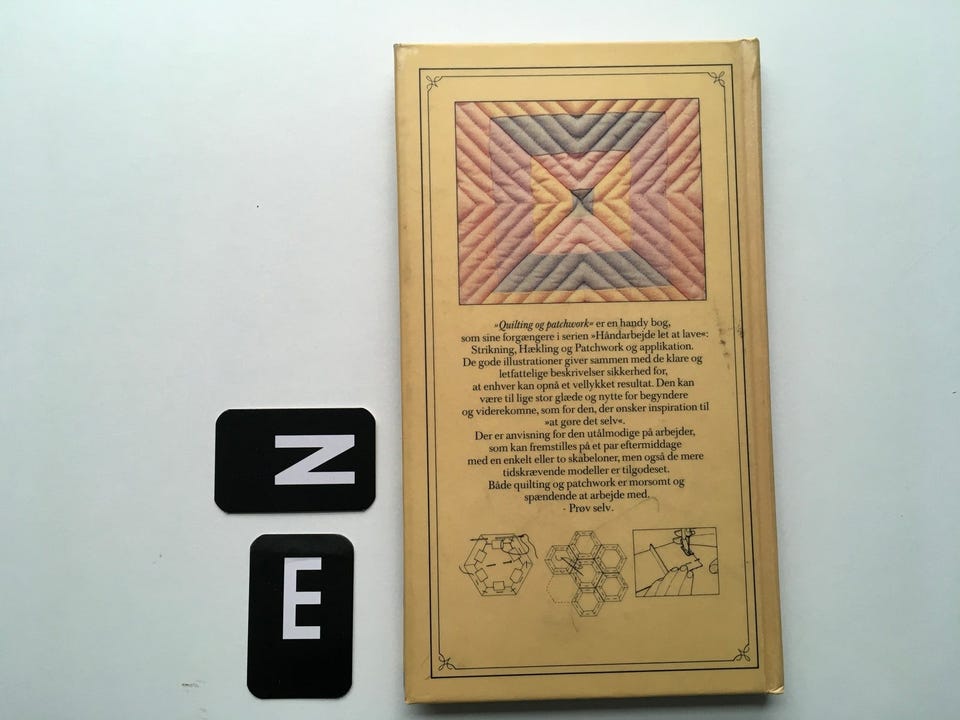 »Quilting og patchwork« er en handy bog,
som sine forgængere i serien »Håndarbejde let at lave«:
Strikning, Hækling og Patchwork og applikation.
De gode illustrationer giver sammen med de klare og
letfattelige beskrivelser sikkerhed for,
at enhver kan opnå et vellykket resultat. Den kan
være til lige stor glæde og nytte for begyndere
og viderekomne, som for den, der ønsker inspiration til
»at gøre det selv«.
Der er anvisning for den utålmodige på arbejder,
som kan fremstilles på et par eftermiddage
med en enkelt eller to skabeloner, men også de mere
tidskrævende modeller er tilgodeset.
Både quilting og patchwork er morsomt og
spændende at arbejde med.
- Prøv selv.
N
E